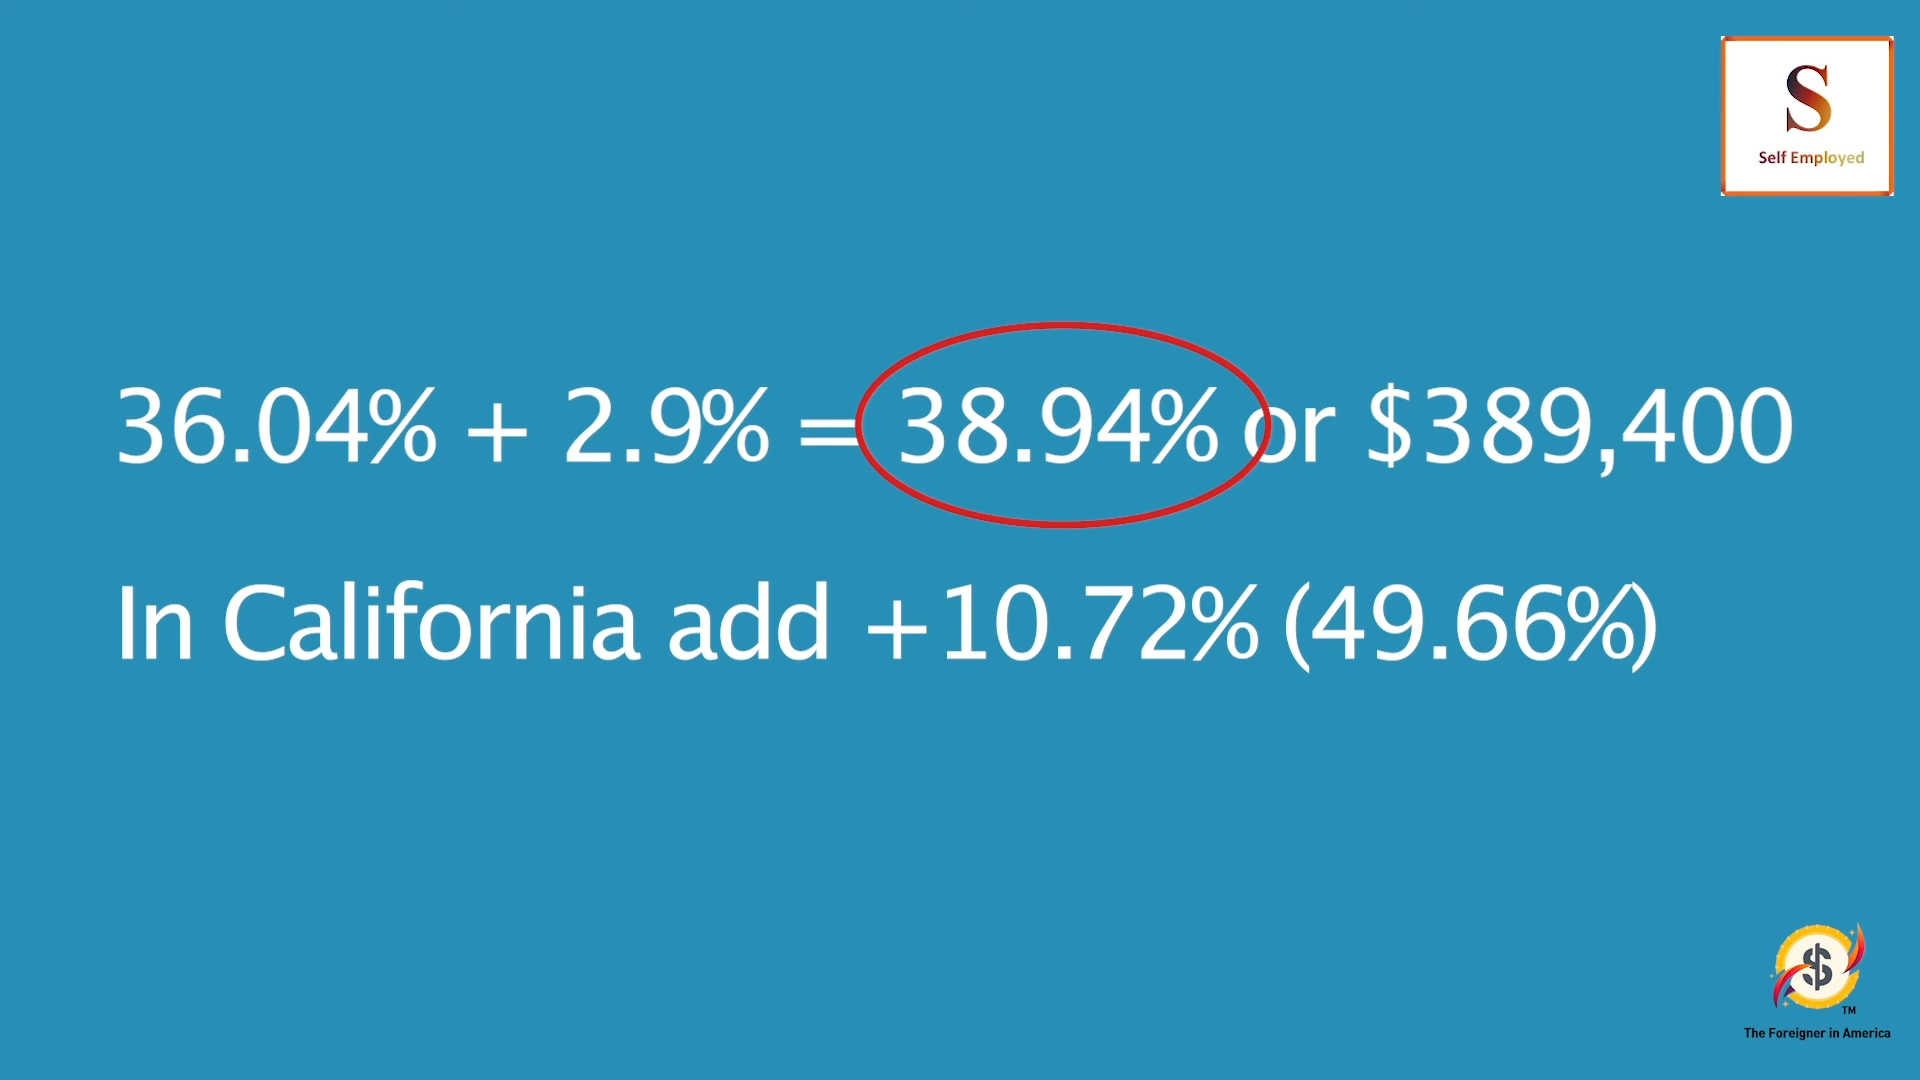 S
Self Employed
36.04% + 2.9% = 38.94% or $389,400
In California add +10.72% (49.66%)
$
TM
The Foreigner in America